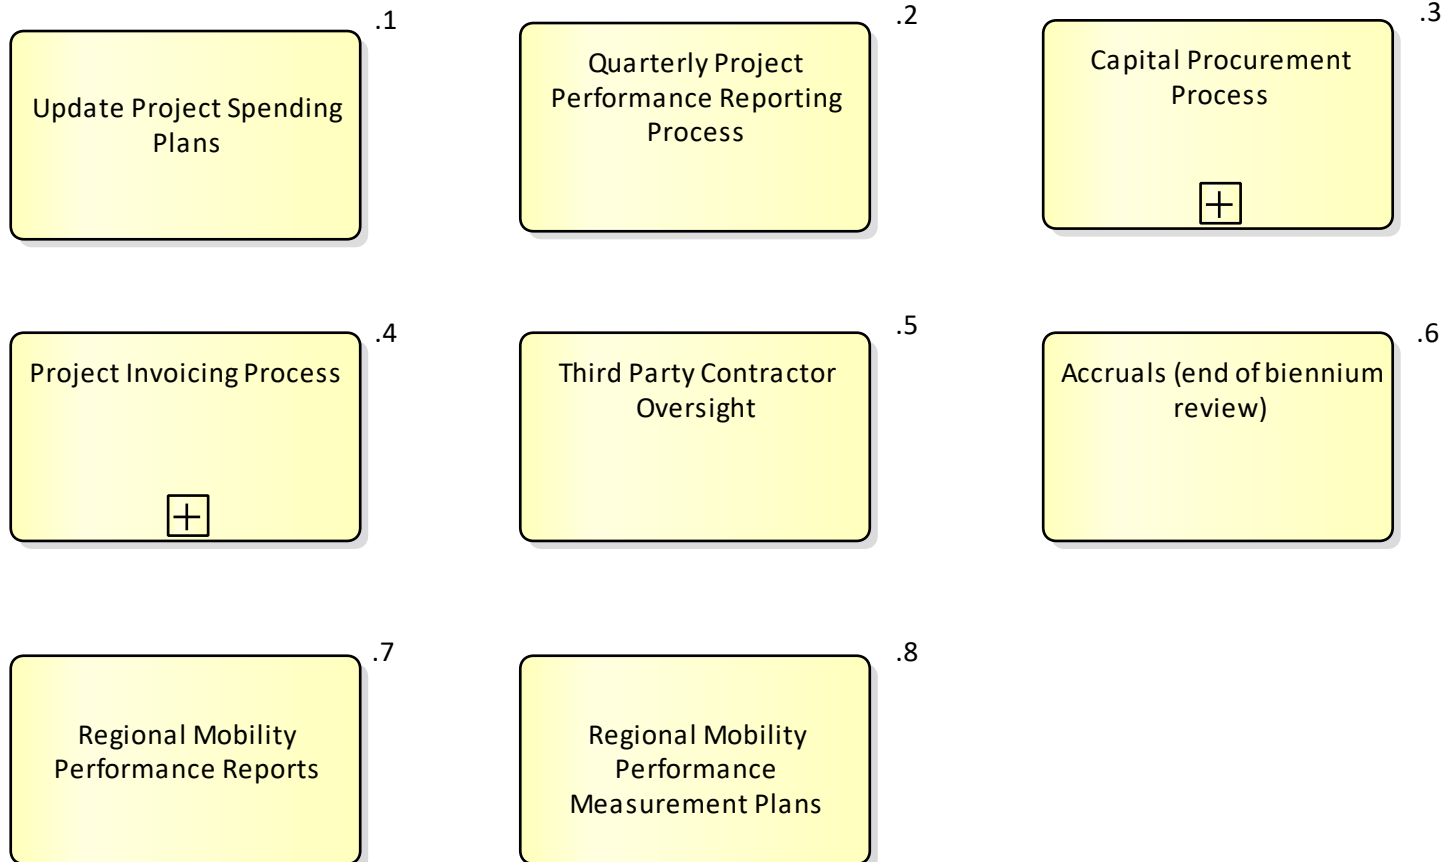 .1
Update Project Spending
Plans
.2
Quarterly Project
Performance Reporting
Process
.3
Capital Procurement
Process
.4
Project Invoicing Process
.5
Third Party Contractor
Oversight
.6
Accruals (end of biennium
review)
.7
Regional Mobility
Performance Reports
.8
Regional Mobility
Performance
Measurement Plans